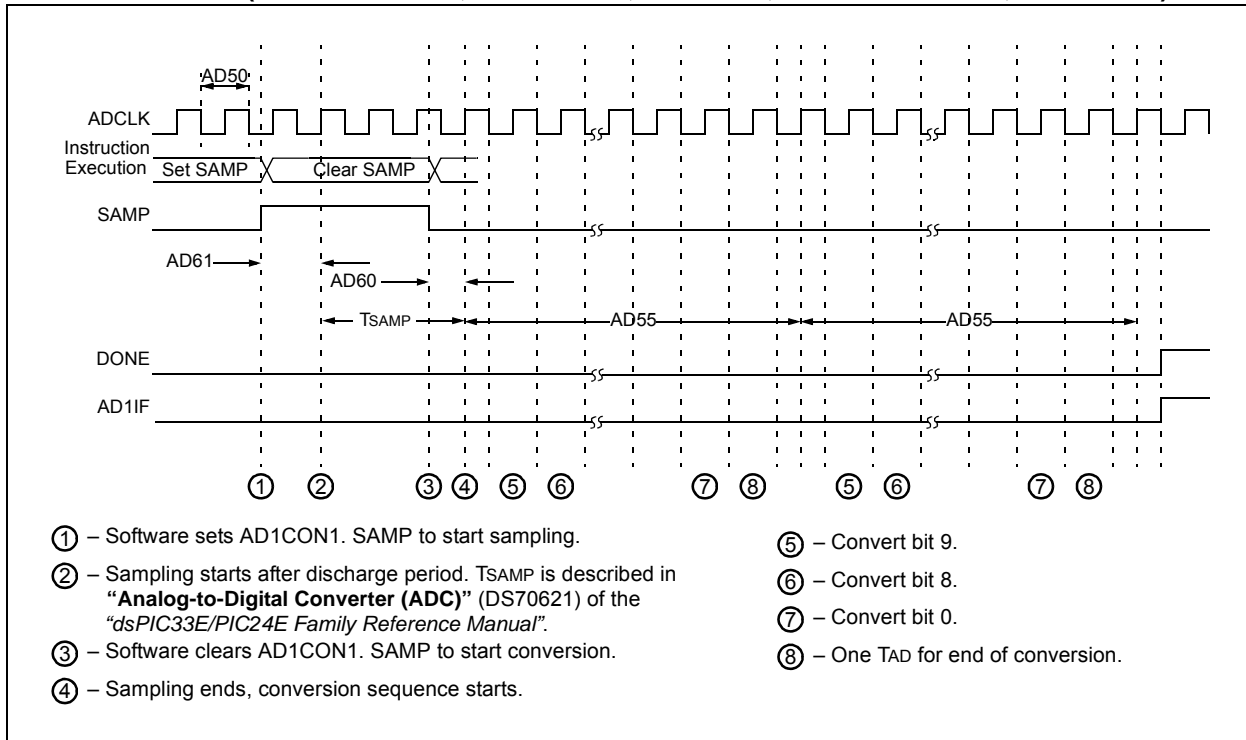 AD50
ADCLK
Instruction
Execution
Set SAMP
Clear SAMP
SAMP
AD61
AD60
TSAMP
AD55
AD55
DONE
AD1IF
1 2 3 4 5 6 7 8 5 6 7 8
1 – Software sets AD1CON1. SAMP to start sampling.
2 – Sampling starts after discharge period. TSAMP is described in
“Analog-to-Digital Converter (ADC)” (DS70621) of the
“dsPIC33E/PIC24E Family Reference Manual”.
3 – Software clears AD1CON1. SAMP to start conversion.
4 – Sampling ends, conversion sequence starts.
5 – Convert bit 9.
6 – Convert bit 8.
7 – Convert bit 0.
8 – One TAD for end of conversion.